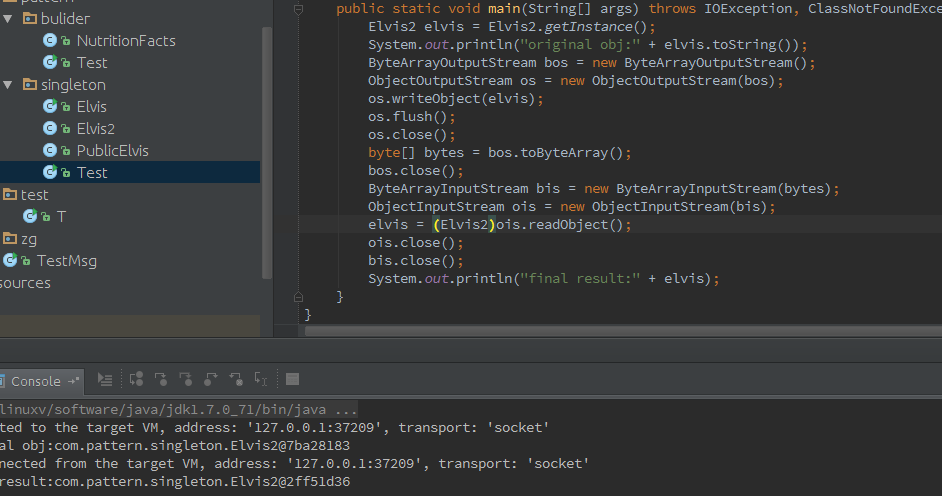 pattern
bulider
NutritionFacts
Test
singleton
Elvis
Elvis2
PublicElvis
Test
test
T
zg
TestMsg
sources
public static void main(String[] args) throws IOException, ClassNotFoundExce
Elvis2 elvis = Elvis2.getInstance();
System.out.println("original obj:" + elvis.toString());
ByteArrayOutputStream bos = new ByteArrayOutputStream();
ObjectOutputStream os = new ObjectOutputStream(bos);
os.writeObject(elvis);
os.flush();
os.close();
byte[] bytes = bos.toByteArray();
bos.close();
ByteArrayInputStream bis = new ByteArrayInputStream(bytes);
ObjectInputStream ois = new ObjectInputStream(bis);
elvis = (Elvis2)ois.readObject();
ois.close();
bis.close();
System.out.println("final result:" + elvis);
}
}
Console
linuxv/software/java/jdk1.7.0_71/bin/java ...
ted to the target VM, address: '127.0.0.1:37209', transport: 'socket'
al obj:com.pattern.singleton.Elvis2@7ba28183
nected from the target VM, address: '127.0.0.1:37209', transport: 'socket'
result:com.pattern.singleton.Elvis2@2ff51d36